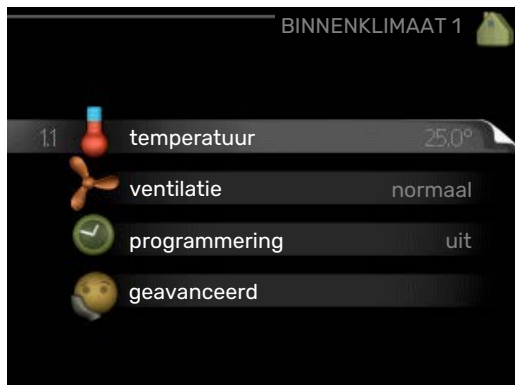 BINNENKLIMAAT 1
1.1 temperatuur 25.0°
ventilatie normaal
programmering uit
geavanceerd